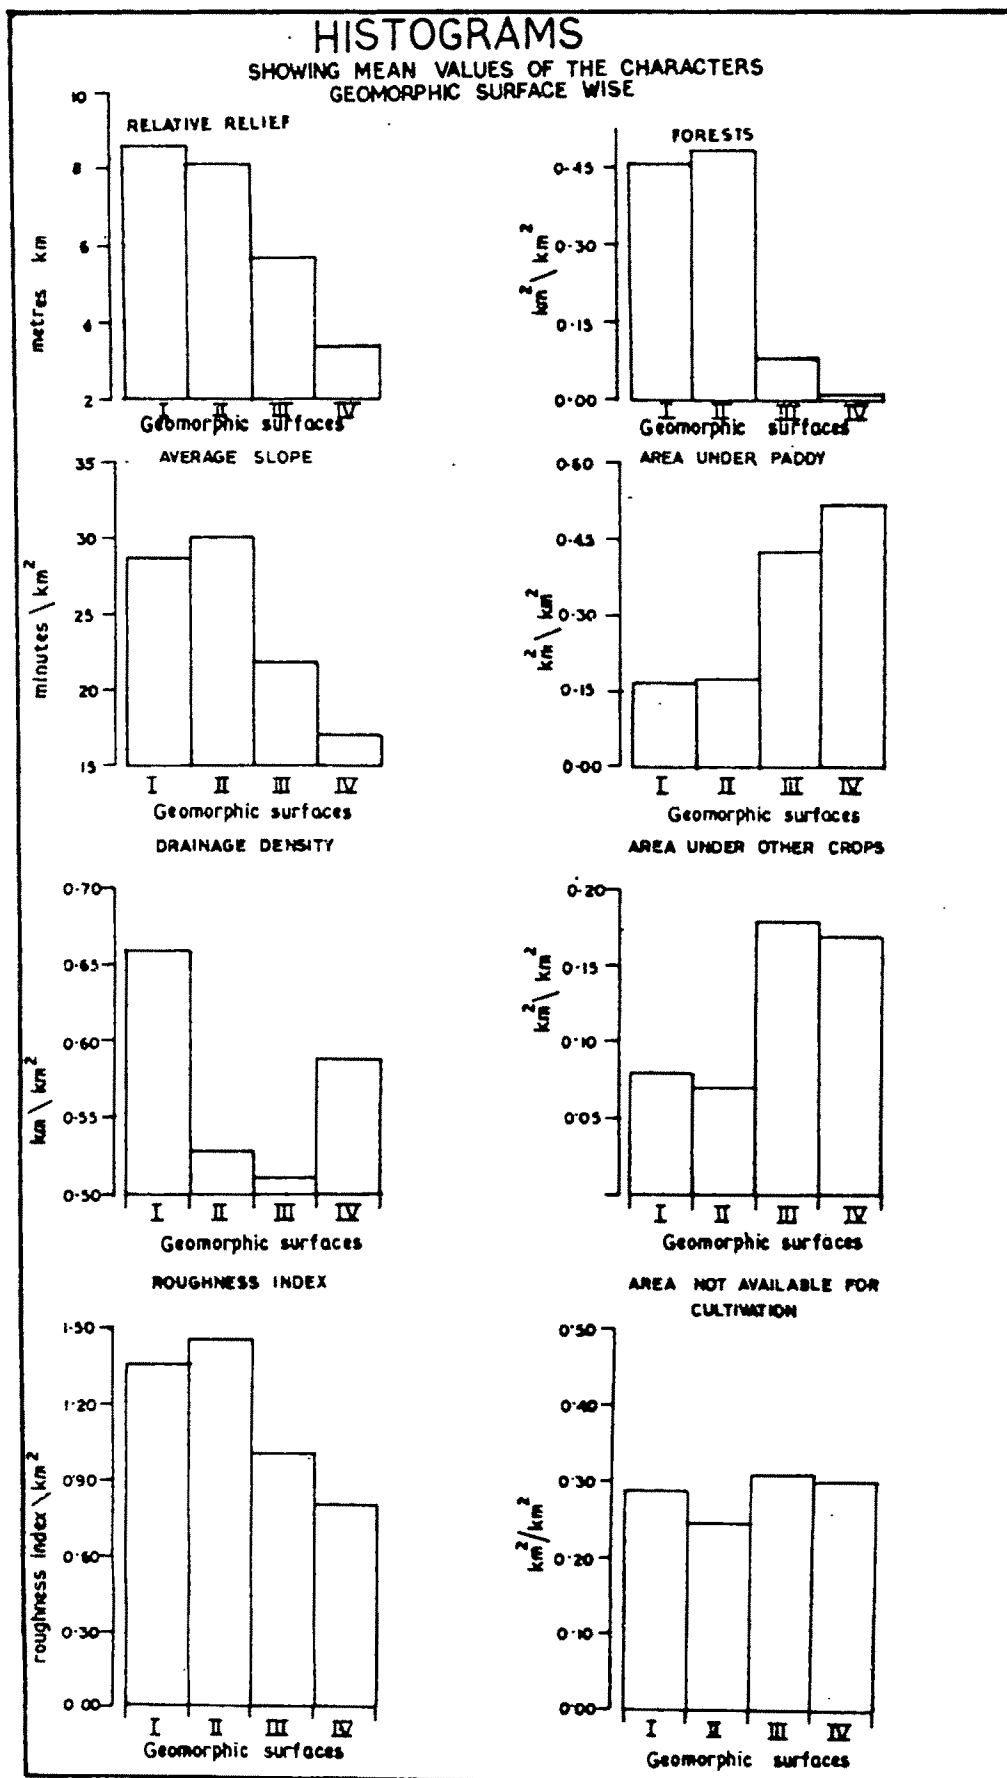 HISTOGRAMS
SHOWING MEAN VALUES OF THE CHARACTERS
GEOMORPHIC SURFACE WISE
RELATIVE RELIEF
10
8
6
4
2
metres km
I II III IV
Geomorphic surfaces
FORESTS
0.45
0.30
0.15
0.00
km² \ km²
I II III IV
Geomorphic surfaces
AVERAGE SLOPE
35
30
25
20
15
minutes \ km²
I II III IV
Geomorphic surfaces
AREA UNDER PADDY
0.60
0.45
0.30
0.15
0.00
km² \ km²
I II III IV
Geomorphic surfaces
DRAINAGE DENSITY
0.70
0.65
0.60
0.55
0.50
km \ km²
I II III IV
Geomorphic surfaces
AREA UNDER OTHER CROPS
0.20
0.15
0.10
0.05
km² \ km²
I II III IV
Geomorphic surfaces
ROUGHNESS INDEX
1.50
1.20
0.90
0.60
0.30
0.00
roughness index \ km²
I II III IV
Geomorphic surfaces
AREA NOT AVAILABLE FOR
CULTIVATION
0.50
0.40
0.30
0.20
0.10
0.00
km²/km²
I II III IV
Geomorphic surfaces